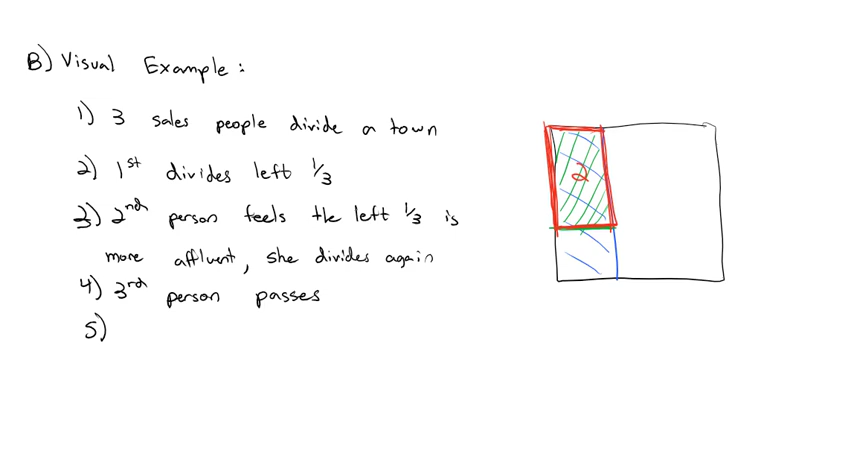 B) Visual Example:
1) 3 sales people divide a town
2) 1st divides left 1/3
3) 2nd person feels the left 1/3 is
more affluent, she divides again
4) 3rd person passes
5)
2